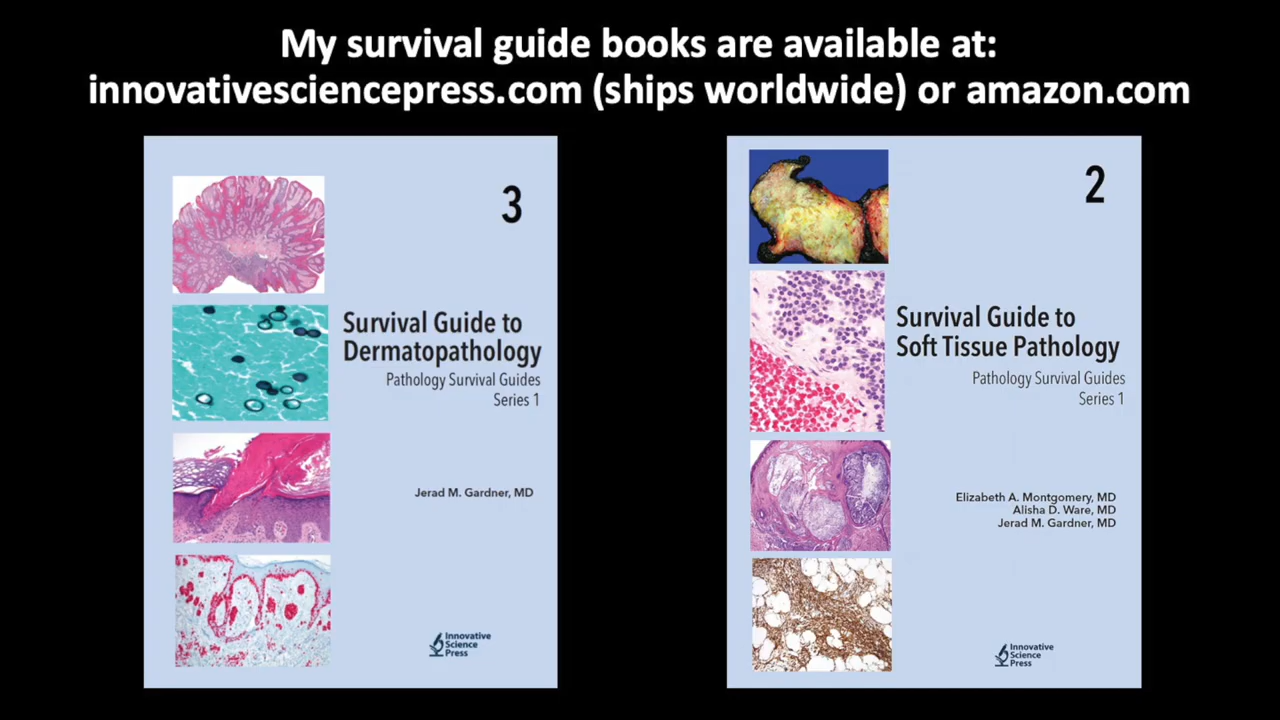 My survival guide books are available at:
innovativesciencepress.com (ships worldwide) or amazon.com
3
Survival Guide to
Dermatopathology
Pathology Survival Guides
Series 1
Jerad M. Gardner, MD
Innovative
Science
Press
2
Survival Guide to
Soft Tissue Pathology
Pathology Survival Guides
Series 1
Elizabeth A. Montgomery, MD
Alisha D. Ware, MD
Jerad M. Gardner, MD
Innovative
Science
Press